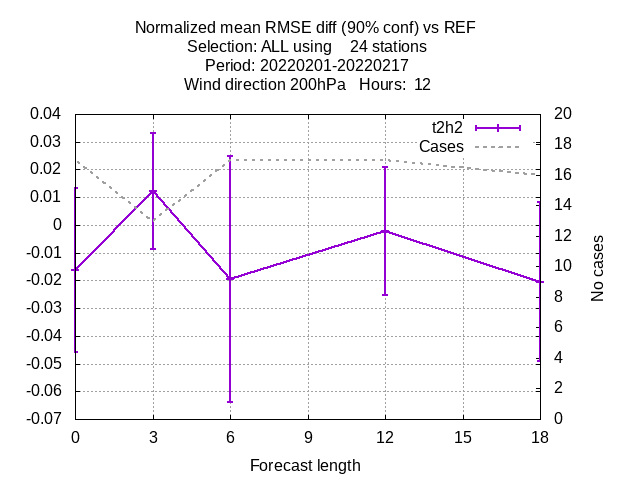 Normalized mean RMSE diff (90% conf) vs REF
Selection: ALL using 24 stations
Period: 20220201-20220217
Wind direction 200hPa Hours: 12
t2h2
Cases
0.04
0.03
0.02
0.01
0
-0.01
-0.02
-0.03
-0.04
-0.05
-0.06
-0.07
20
18
16
14
12
10
8
6
4
2
0
No cases
0 3 6 9 12 15 18
Forecast length